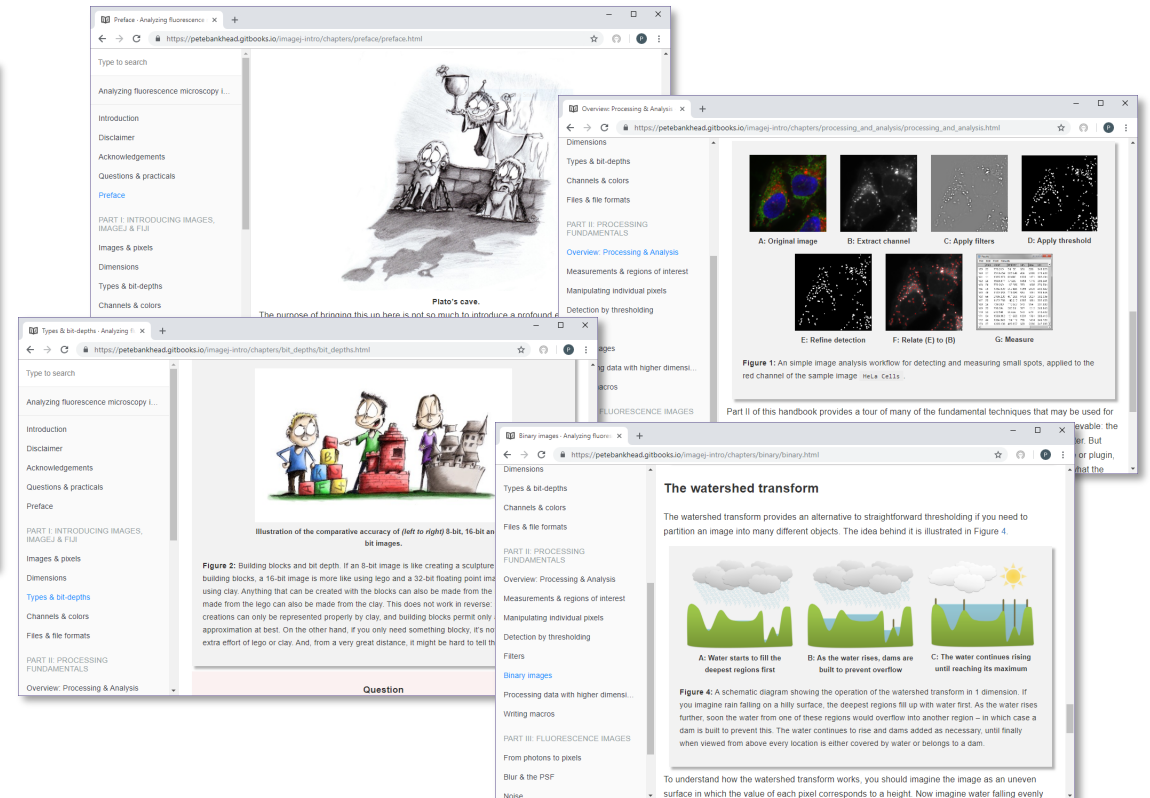 Preface · Analyzing fluorescence
https://petebankhead.gitbooks.io/imagej-intro/chapters/preface/preface.html
P
Type to search
Analyzing fluorescence microscopy i...
Introduction
Disclaimer
Acknowledgements
Questions & practicals
Preface
PART I: INTRODUCING IMAGES,
IMAGEJ & FIJI
Images & pixels
Dimensions
Types & bit-depths
Channels & colors
Plato's cave.
The purpose of bringing this up here is not so much to introduce a profound
Overview: Processing & Analysis
https://petebankhead.gitbooks.io/imagej-intro/chapters/processing_and_analysis/processing_and_analysis.html
P
Dimensions
Types & bit-depths
Channels & colors
Files & file formats
PART II: PROCESSING
FUNDAMENTALS
Overview: Processing & Analysis
Measurements & regions of interest
Manipulating individual pixels
Detection by thresholding
ages
ng data with higher dimensi...
acros
FLUORESCENCE IMAGES
A: Original image
B: Extract channel
C: Apply filters
D: Apply threshold
E: Refine detection
F: Relate (E) to (B)
G: Measure
Figure 1: An simple image analysis workflow for detecting and measuring small spots, applied to the
red channel of the sample image HeLa Cells .
Part II of this handbook provides a tour of many of the fundamental techniques that may be used for
evable: the
er. But
or plugin,
hat the
Types & bit-depths · Analyzing fl
https://petebankhead.gitbooks.io/imagej-intro/chapters/bit_depths/bit_depths.html
P
Type to search
Analyzing fluorescence microscopy i...
Introduction
Disclaimer
Acknowledgements
Questions & practicals
Preface
PART I: INTRODUCING IMAGES,
IMAGEJ & FIJI
Images & pixels
Dimensions
Types & bit-depths
Channels & colors
Files & file formats
PART II: PROCESSING
FUNDAMENTALS
Overview: Processing & Analysis
Illustration of the comparative accuracy of (left to right) 8-bit, 16-bit an
bit images.
Figure 2: Building blocks and bit depth. If an 8-bit image is like creating a sculpture
building blocks, a 16-bit image is more like using lego and a 32-bit floating point ima
using clay. Anything that can be created with the blocks can also be made from the
made from the lego can also be made from the clay. This does not work in reverse:
creations can only be represented properly by clay, and building blocks permit only
approximation at best. On the other hand, if you only need something blocky, it's no
extra effort of lego or clay. And, from a very great distance, it might be hard to tell th
Question
Binary images · Analyzing fluores
https://petebankhead.gitbooks.io/imagej-intro/chapters/binary/binary.html
P
Dimensions
Types & bit-depths
Channels & colors
Files & file formats
PART II: PROCESSING
FUNDAMENTALS
Overview: Processing & Analysis
Measurements & regions of interest
Manipulating individual pixels
Detection by thresholding
Filters
Binary images
Processing data with higher dimensi...
Writing macros
PART III: FLUORESCENCE IMAGES
From photons to pixels
Blur & the PSF
Noise
The watershed transform
The watershed transform provides an alternative to straightforward thresholding if you need to
partition an image into many different objects. The idea behind it is illustrated in Figure 4.
A: Water starts to fill the
deepest regions first
B: As the water rises, dams are
built to prevent overflow
C: The water continues rising
until reaching its maximum
Figure 4: A schematic diagram showing the operation of the watershed transform in 1 dimension. If
you imagine rain falling on a hilly surface, the deepest regions fill up with water first. As the water rises
further, soon the water from one of these regions would overflow into another region – in which case a
dam is built to prevent this. The water continues to rise and dams added as necessary, until finally
when viewed from above every location is either covered by water or belongs to a dam.
To understand how the watershed transform works, you should imagine the image as an uneven
surface in which the value of each pixel corresponds to a height. Now imagine water falling evenly